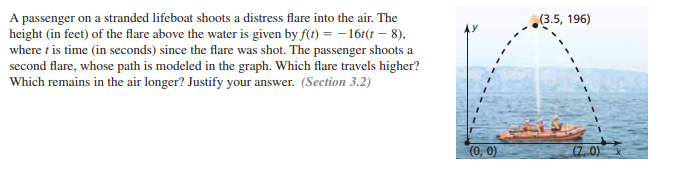 A passenger on a stranded lifeboat shoots a distress flare into the air. The
height (in feet) of the flare above the water is given by f(t) = −16t(t − 8),
where t is time (in seconds) since the flare was shot. The passenger shoots a
second flare, whose path is modeled in the graph. Which flare travels higher?
Which remains in the air longer? Justify your answer. (Section 3.2)
y
(3.5, 196)
(0, 0)
(7, 0)
x